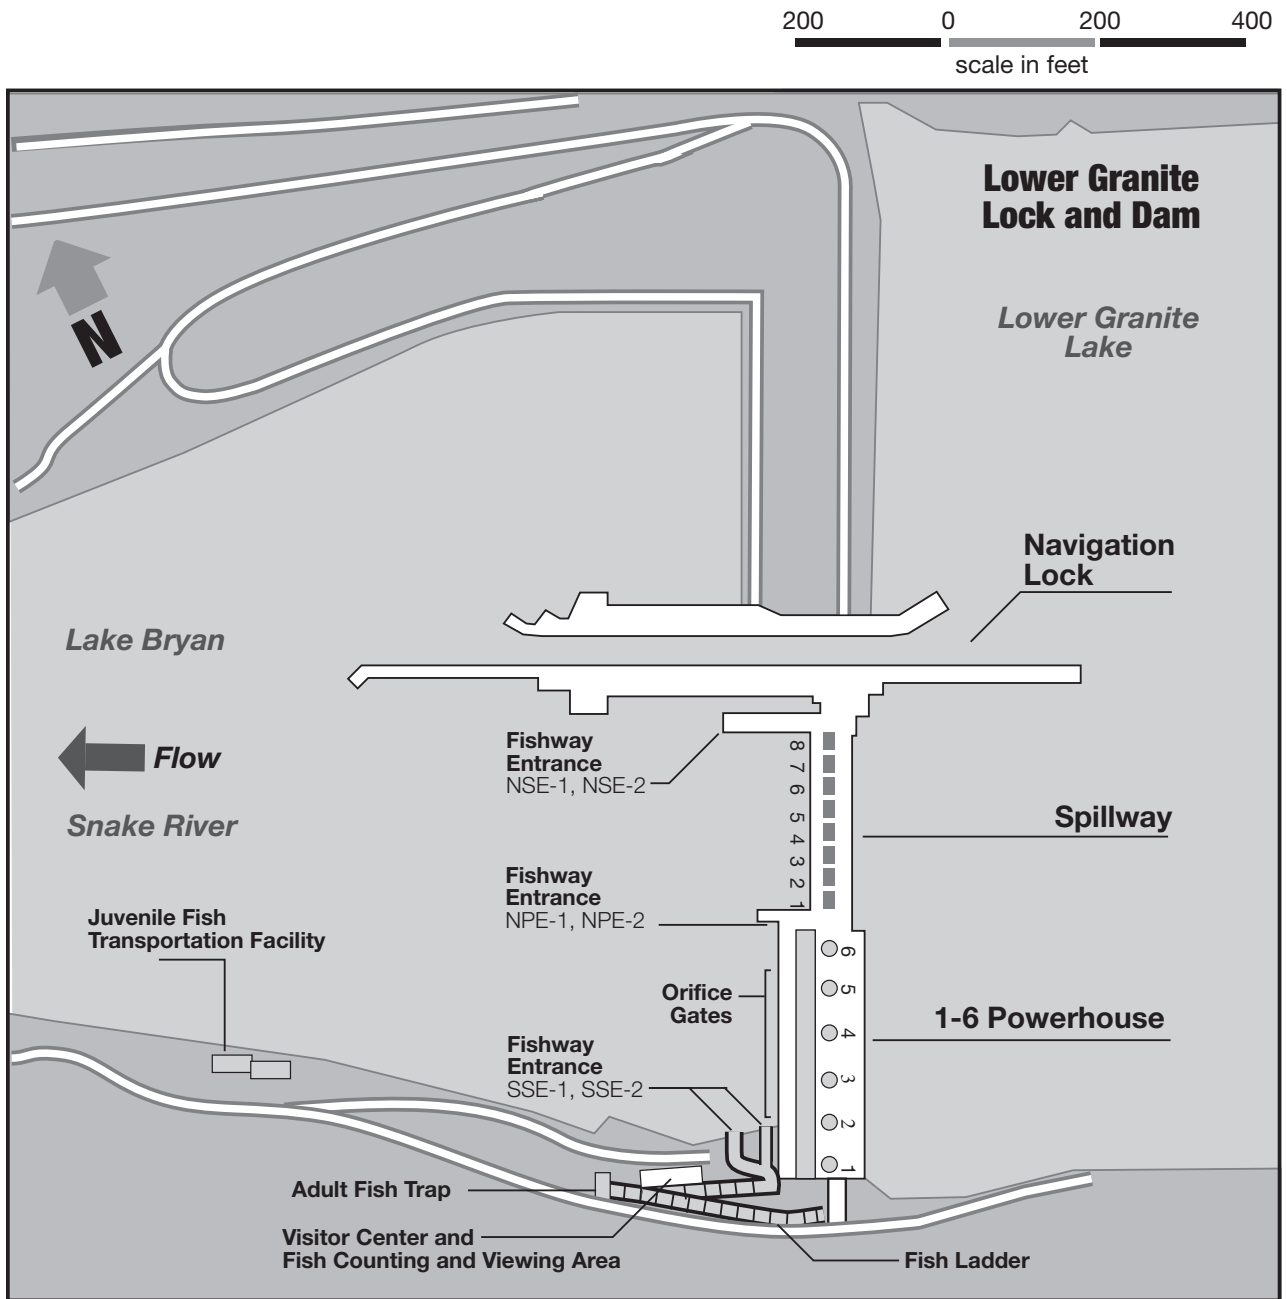 200 0 200 400
scale in feet
Lower Granite
Lock and Dam
Lower Granite
Lake
N
Navigation
Lock
Lake Bryan
Flow
Snake River
Fishway
Entrance
NSE-1, NSE-2
8
7
6
5
4
3
2
1
Spillway
Fishway
Entrance
NPE-1, NPE-2
Juvenile Fish
Transportation Facility
Orifice
Gates
6
5
4
3
2
1
1-6 Powerhouse
Fishway
Entrance
SSE-1, SSE-2
Adult Fish Trap
Visitor Center and
Fish Counting and Viewing Area
Fish Ladder